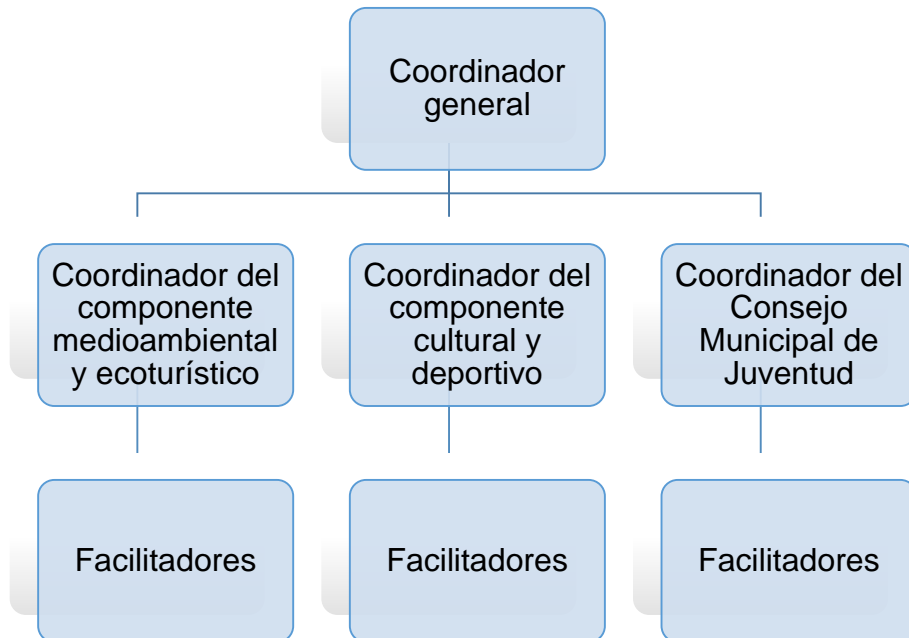 Coordinador
general
Coordinador del
componente
medioambiental
y ecoturístico
Coordinador del
componente
cultural y
deportivo
Coordinador del
Consejo
Municipal de
Juventud
Facilitadores
Facilitadores
Facilitadores